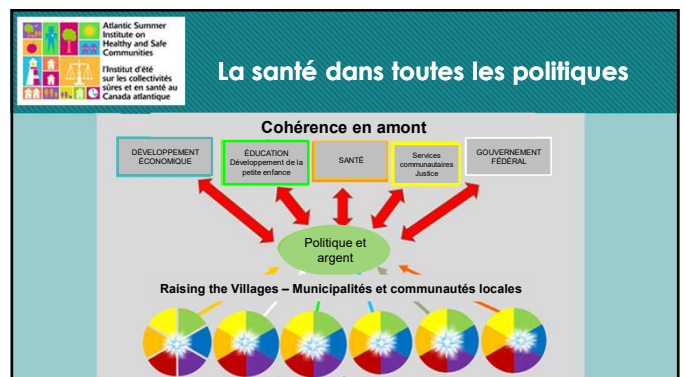 Atlantic Summer
Institute on
Healthy and Safe
Communities
l'Institut d'été
sur les collectivités
sûres et en santé au
Canada atlantique
La santé dans toutes les politiques
Cohérence en amont
DÉVELOPPEMENT
ÉCONOMIQUE
ÉDUCATION
Développement de la
petite enfance
SANTÉ
Services
communautaires
Justice
GOUVERNEMENT
FÉDÉRAL
Politique et
argent
Raising the Villages – Municipalités et communautés locales